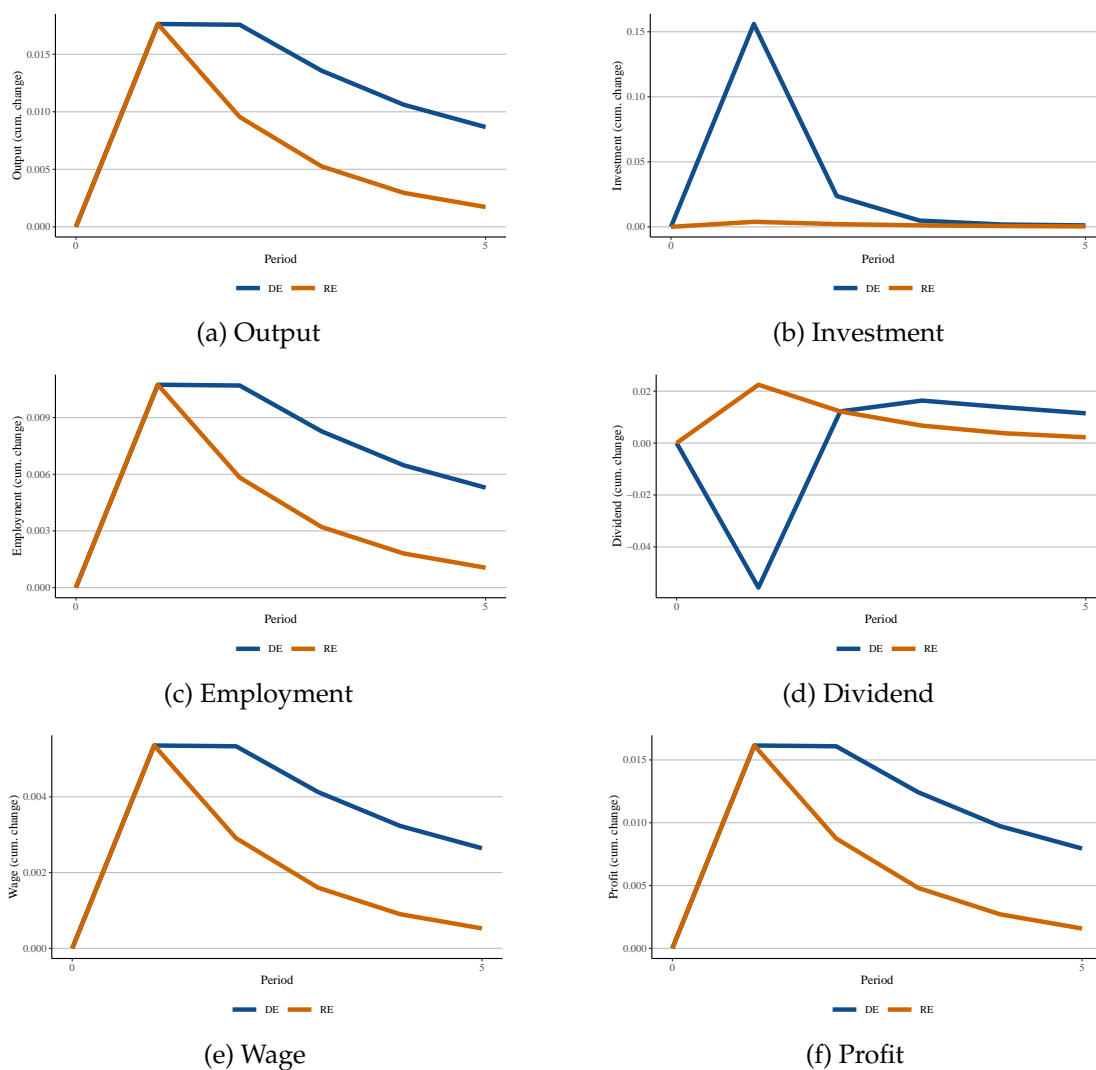 Output (cum. change)
0.015
0.010
0.005
0.000
0
5
Period
DE
RE
(a) Output
Investment (cum. change)
0.15
0.10
0.05
0.00
0
5
Period
DE
RE
(b) Investment
Employment (cum. change)
0.009
0.006
0.003
0.000
0
5
Period
DE
RE
(c) Employment
Dividend (cum. change)
0.02
0.00
−0.02
−0.04
0
5
Period
DE
RE
(d) Dividend
Wage (cum. change)
0.004
0.002
0.000
0
5
Period
DE
RE
(e) Wage
Profit (cum. change)
0.015
0.010
0.005
0.000
0
5
Period
DE
RE
(f) Profit